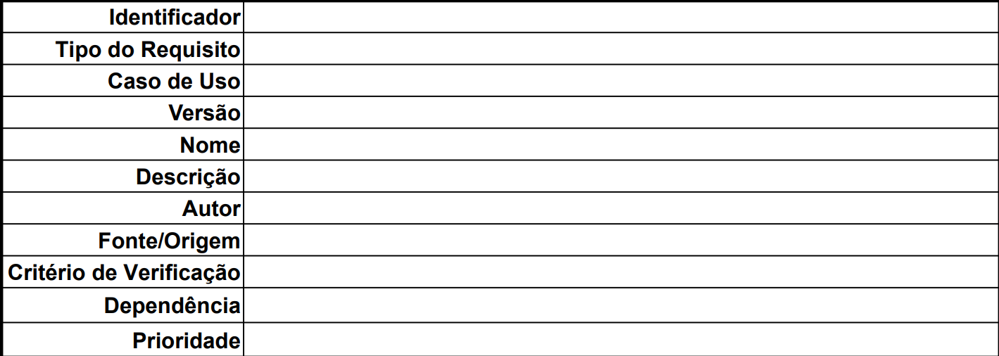 Identificador
Tipo do Requisito
Caso de Uso
Versão
Nome
Descrição
Autor
Fonte/Origem
Critério de Verificação
Dependência
Prioridade